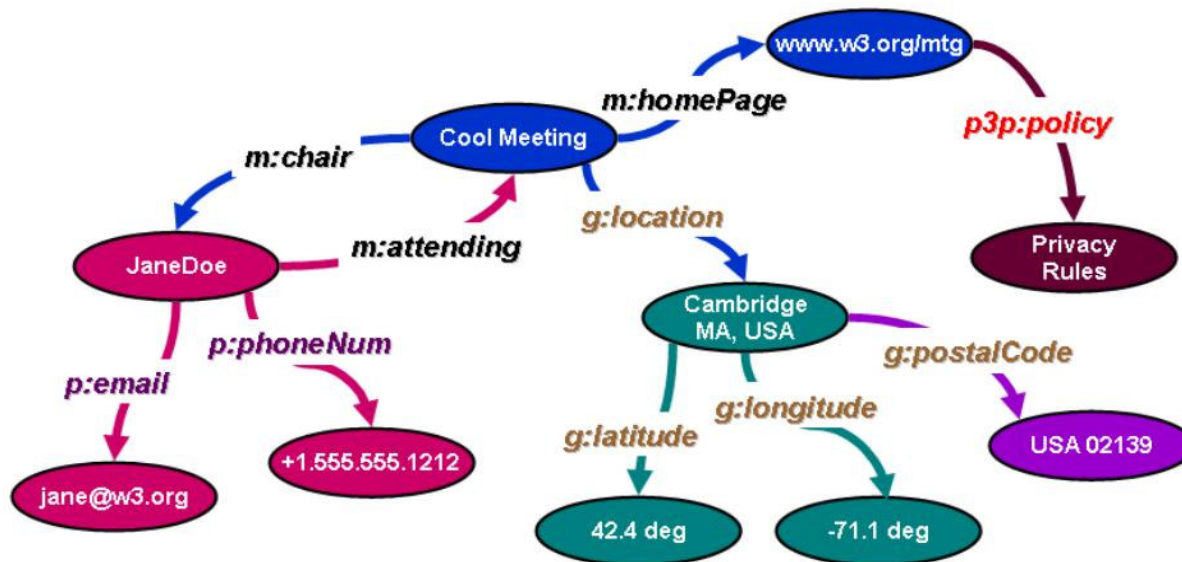 www.w3.org/mtg
m:homePage
p3p:policy
Cool Meeting
m:chair
g:location
m:attending
JaneDoe
Privacy
Rules
Cambridge
MA, USA
p:phoneNum
g:postalCode
p:email
g:longitude
g:latitude
USA 02139
+1.555.555.1212
jane@w3.org
42.4 deg
-71.1 deg